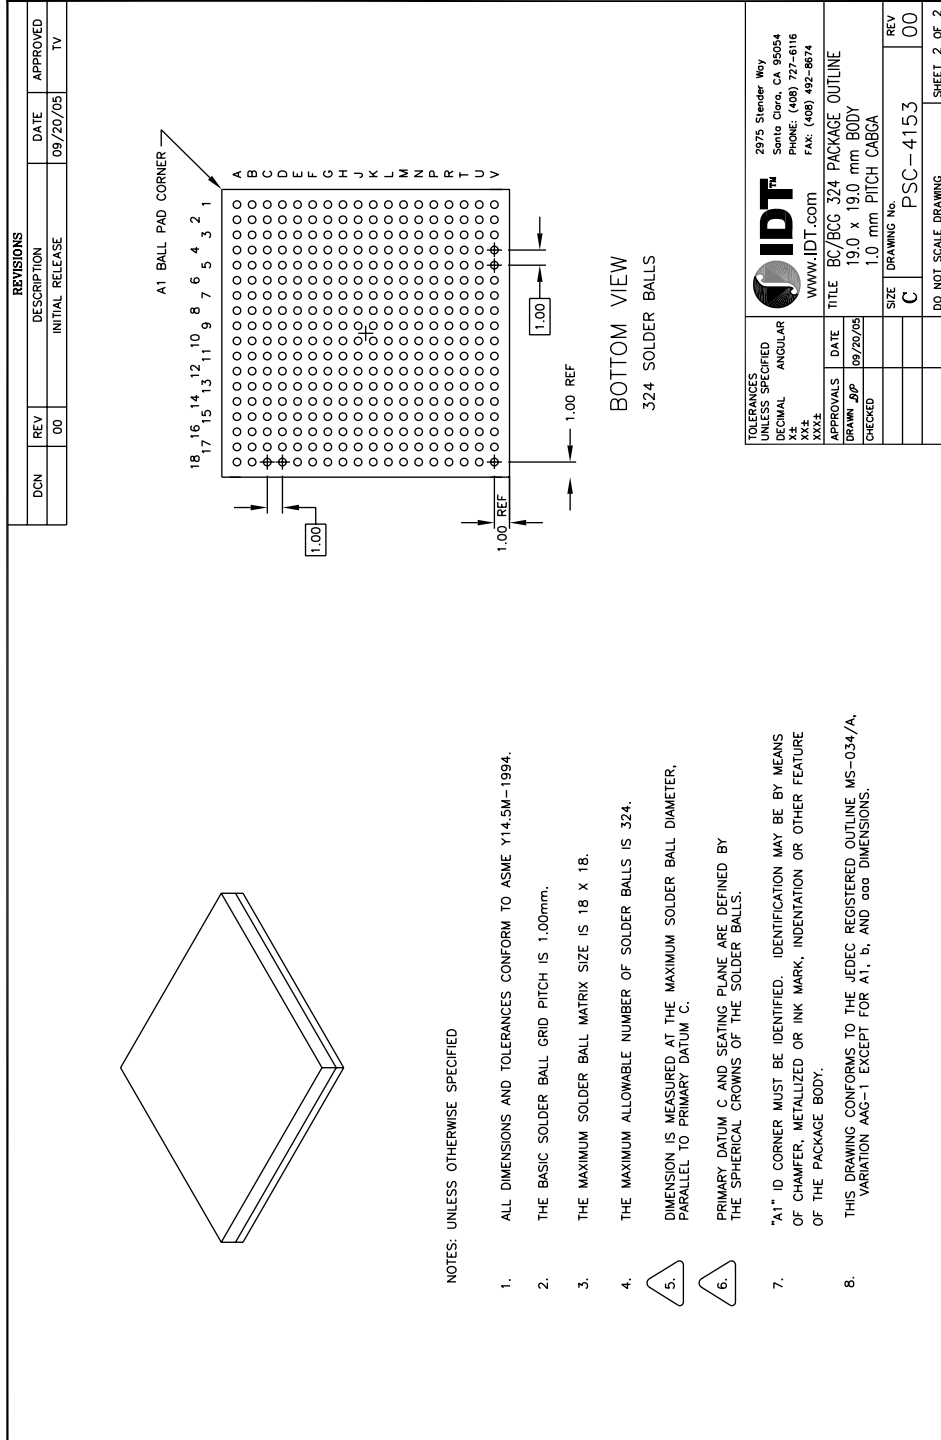 REVISIONS
DCN REV DESCRIPTION DATE APPROVED
00 INITIAL RELEASE 09/20/05 TV
A1 BALL PAD CORNER
18 17 16 15 14 13 12 11 10 9 8 7 6 5 4 3 2 1
A
B
C
D
E
F
G
H
J
K
L
M
N
P
R
T
U
V
1.00
1.00
1.00 REF
1.00 REF
BOTTOM VIEW
324 SOLDER BALLS
NOTES: UNLESS OTHERWISE SPECIFIED
1. ALL DIMENSIONS AND TOLERANCES CONFORM TO ASME Y14.5M-1994.
2. THE BASIC SOLDER BALL GRID PITCH IS 1.00mm.
3. THE MAXIMUM SOLDER BALL MATRIX SIZE IS 18 X 18.
4. THE MAXIMUM ALLOWABLE NUMBER OF SOLDER BALLS IS 324.
5. DIMENSION IS MEASURED AT THE MAXIMUM SOLDER BALL DIAMETER,
PARALLEL TO PRIMARY DATUM C.
6. PRIMARY DATUM C AND SEATING PLANE ARE DEFINED BY
THE SPHERICAL CROWNS OF THE SOLDER BALLS.
7. "A1" ID CORNER MUST BE IDENTIFIED. IDENTIFICATION MAY BE BY MEANS
OF CHAMFER, METALLIZED OR INK MARK, INDENTATION OR OTHER FEATURE
OF THE PACKAGE BODY.
8. THIS DRAWING CONFORMS TO THE JEDEC REGISTERED OUTLINE MS-034/A,
VARIATION AAG-1 EXCEPT FOR A1, b, AND aaa DIMENSIONS.
TOLERANCES
UNLESS SPECIFIED
DECIMAL ANGULAR
X±
XX±
XXX±
APPROVALS DATE
DRAWN 09/20/05
CHECKED
IDT™
www.IDT.com
2975 Stender Way
Santa Clara, CA 95054
PHONE: (408) 727-6116
FAX: (408) 492-8674
TITLE BC/BCG 324 PACKAGE OUTLINE
19.0 x 19.0 mm BODY
1.0 mm PITCH CABGA
SIZE DRAWING No. REV
C PSC-4153 00
DO NOT SCALE DRAWING SHEET 2 OF 2